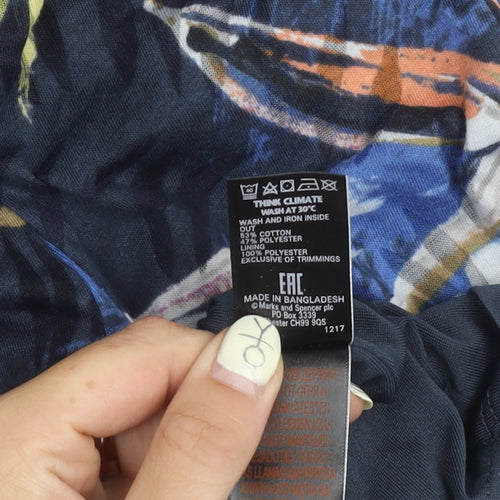 40
THINK CLIMATE
WASH AT 30°C
WASH AND IRON INSIDE
OUT
53% COTTON
47% POLYESTER
LINING
100% POLYESTER
EXCLUSIVE OF TRIMMINGS
EAC
MADE IN BANGLADESH
© Marks and Spencer plc
PO Box 3339
CH99 9QS
1217